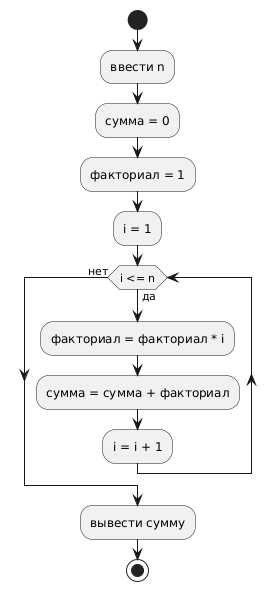 ввести n
сумма = 0
факториал = 1
i = 1
нет
i <= n
да
факториал = факториал * i
сумма = сумма + факториал
i = i + 1
вывести сумму